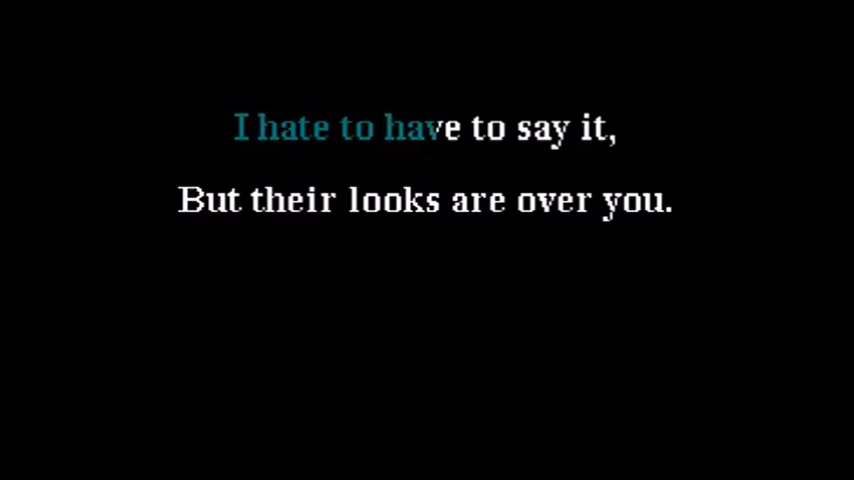 I hate to have to say it,
But their looks are over you.